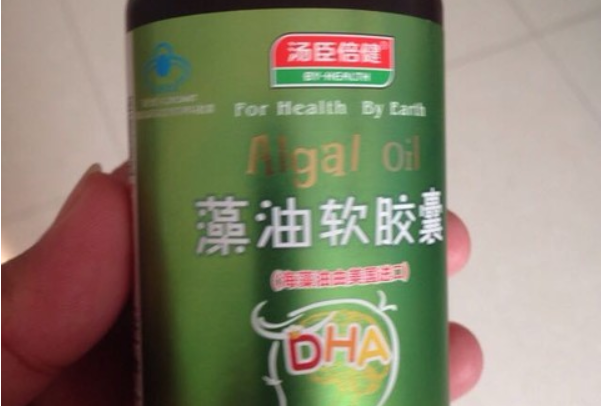 汤臣倍健
BY-HEALTH
For Health By Earth
Algal Oil
藻油软胶囊
(海藻油由美国进口)
DHA